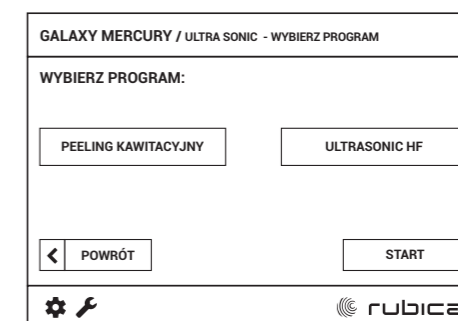 GALAXY MERCURY / ULTRA SONIC - WYBIERZ PROGRAM
WYBIERZ PROGRAM:
PEELING KAWITACYJNY
ULTRASONIC HF
POWRÓT
START
rubica